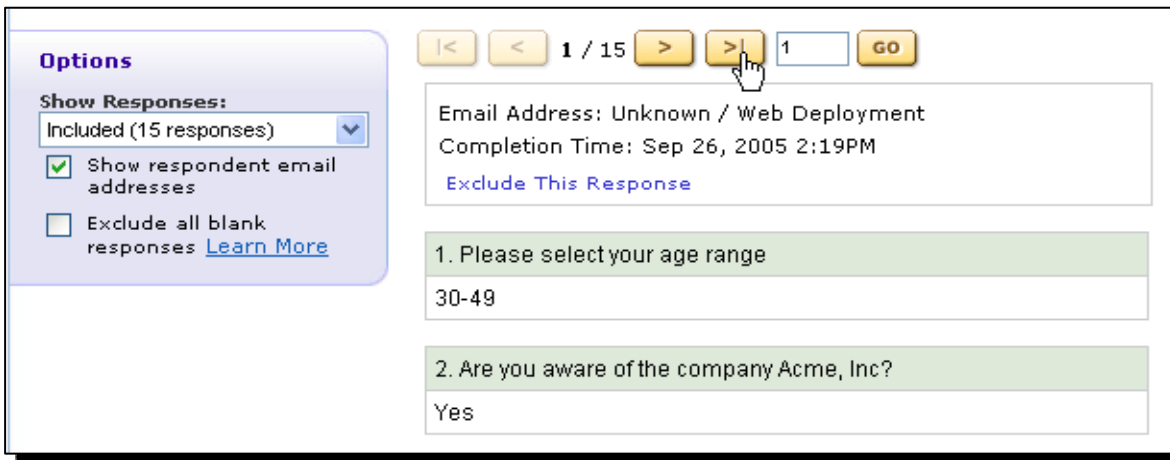 Options
Show Responses:
Included (15 responses)
Show respondent email
addresses
Exclude all blank
responses Learn More
|< < 1 / 15 > >| 1 GO
Email Address: Unknown / Web Deployment
Completion Time: Sep 26, 2005 2:19PM
Exclude This Response
1. Please select your age range
30-49
2. Are you aware of the company Acme, Inc?
Yes